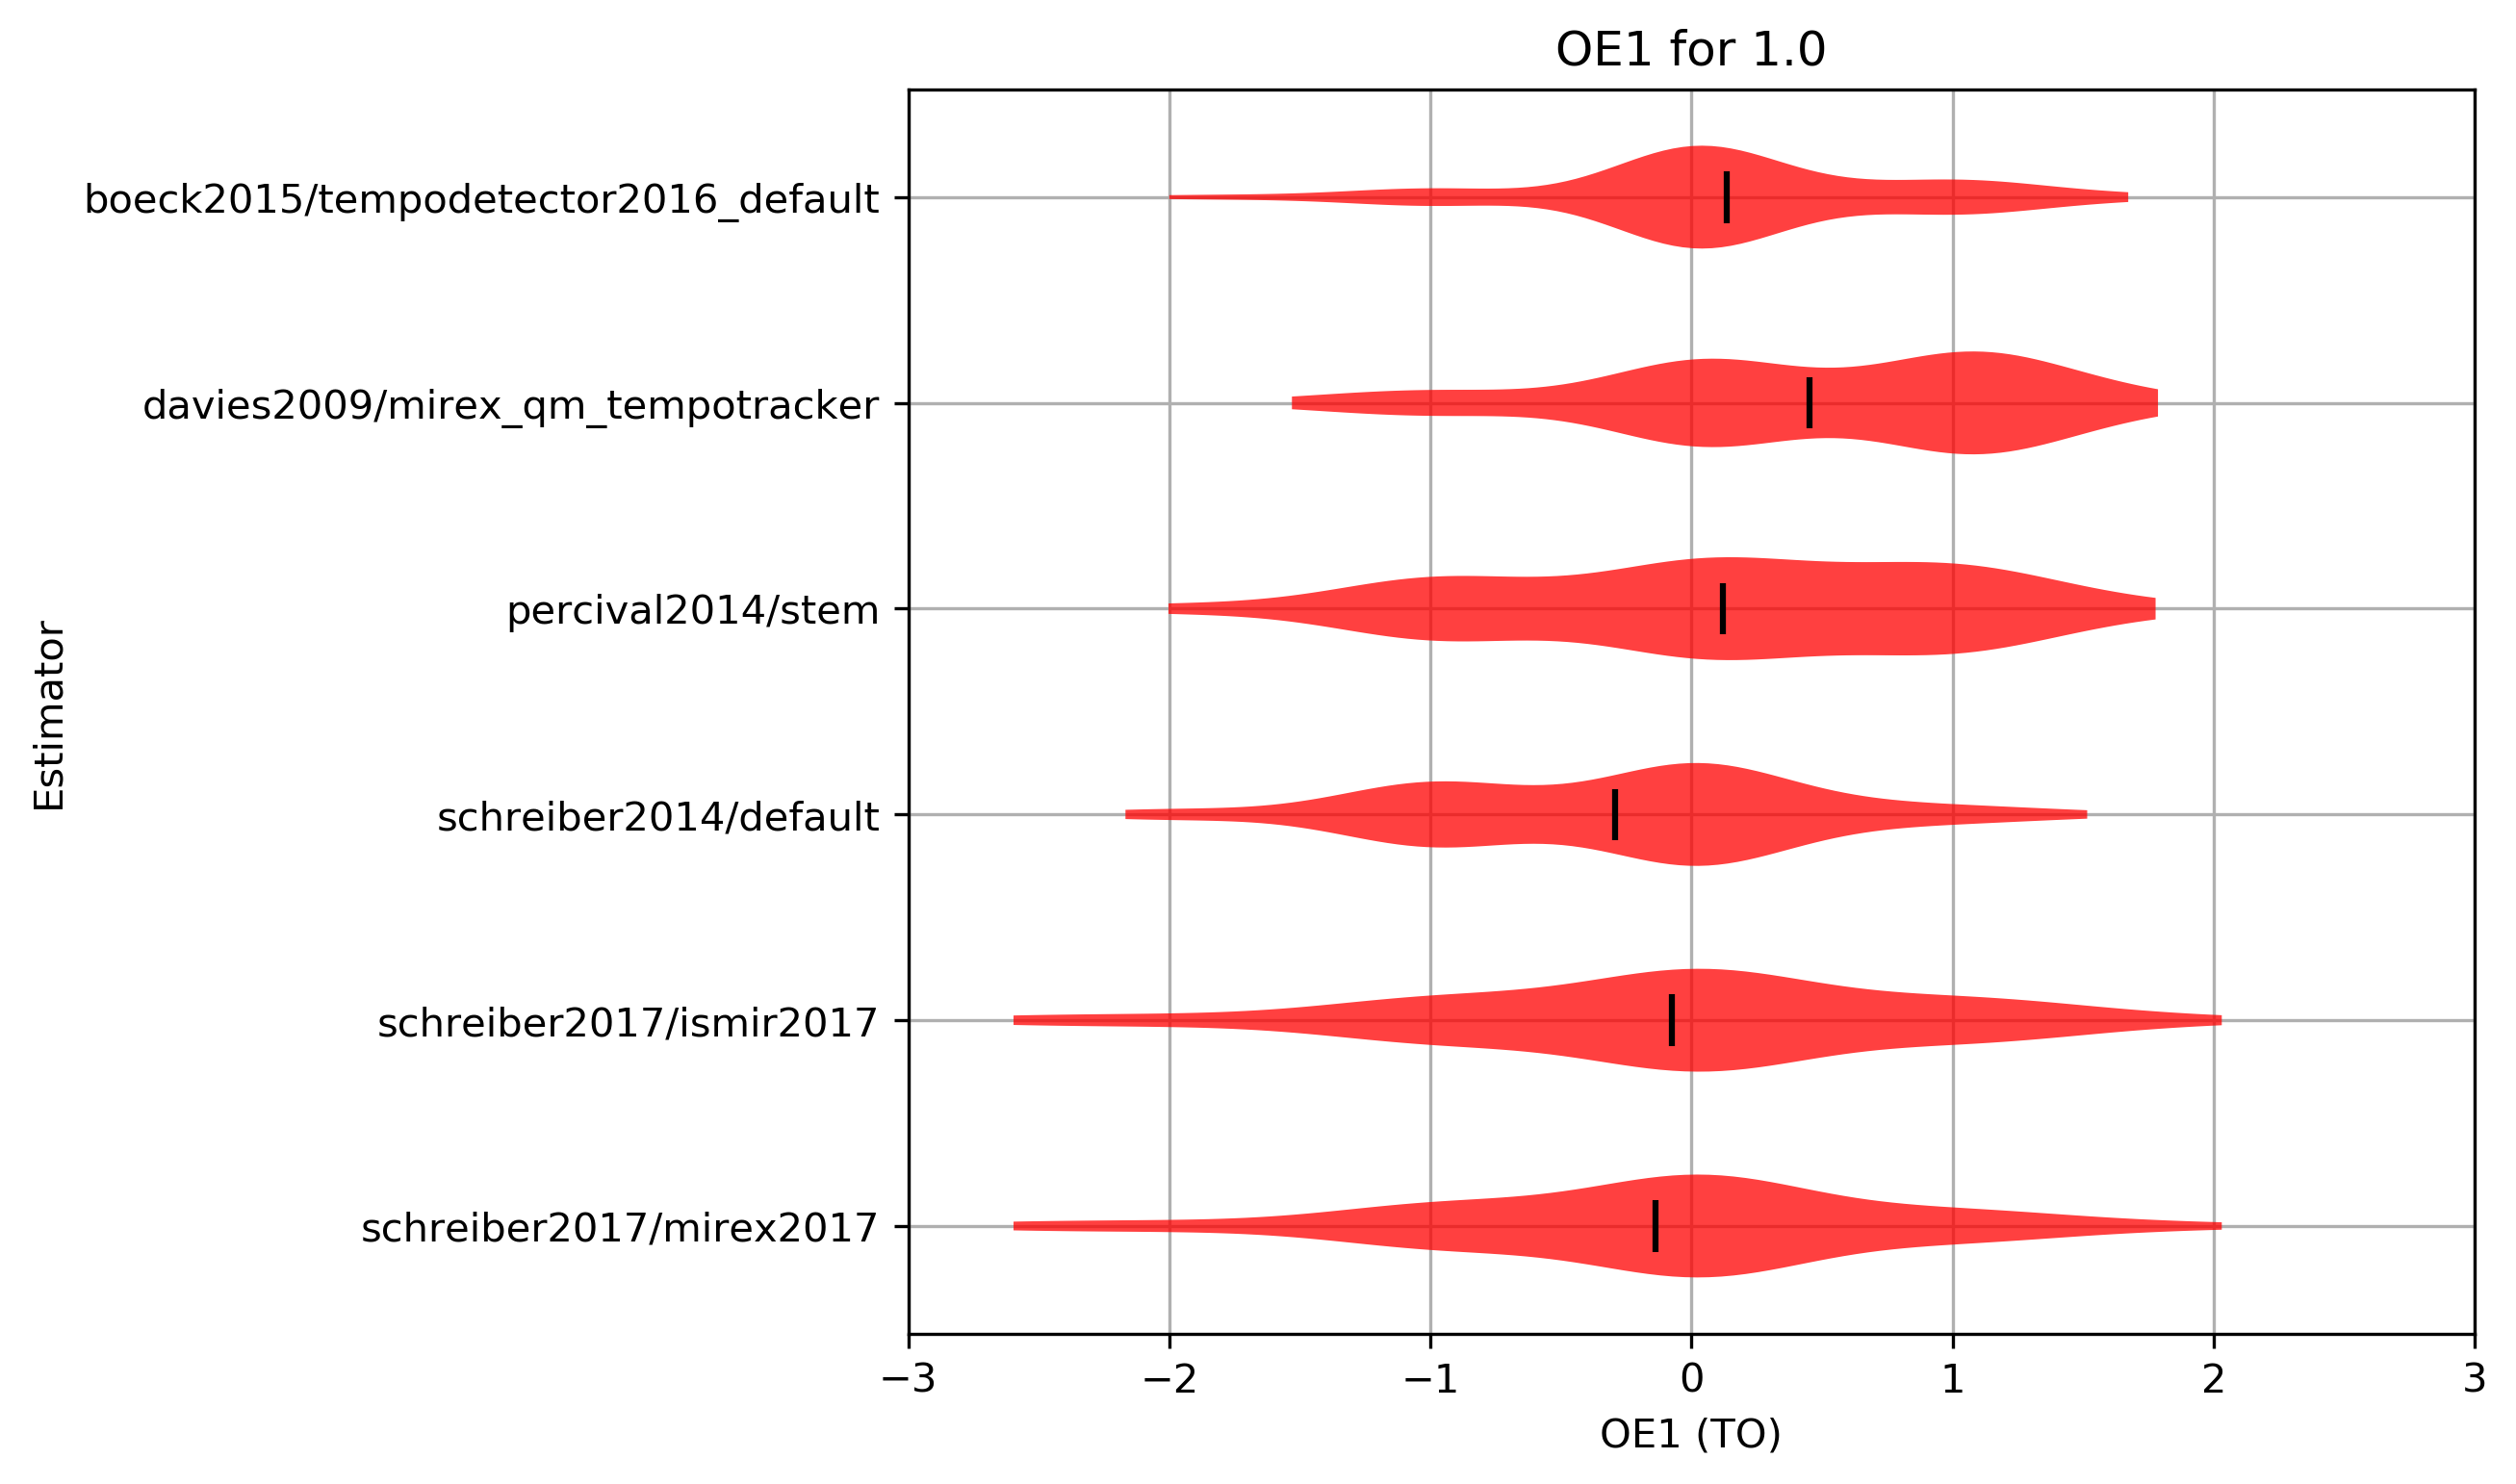 OE1 for 1.0
boeck2015/tempodetector2016_default
davies2009/mirex_qm_tempotracker
percival2014/stem
schreiber2014/default
schreiber2017/ismir2017
schreiber2017/mirex2017
Estimator
−3 −2 −1 0 1 2 3
OE1 (TO)